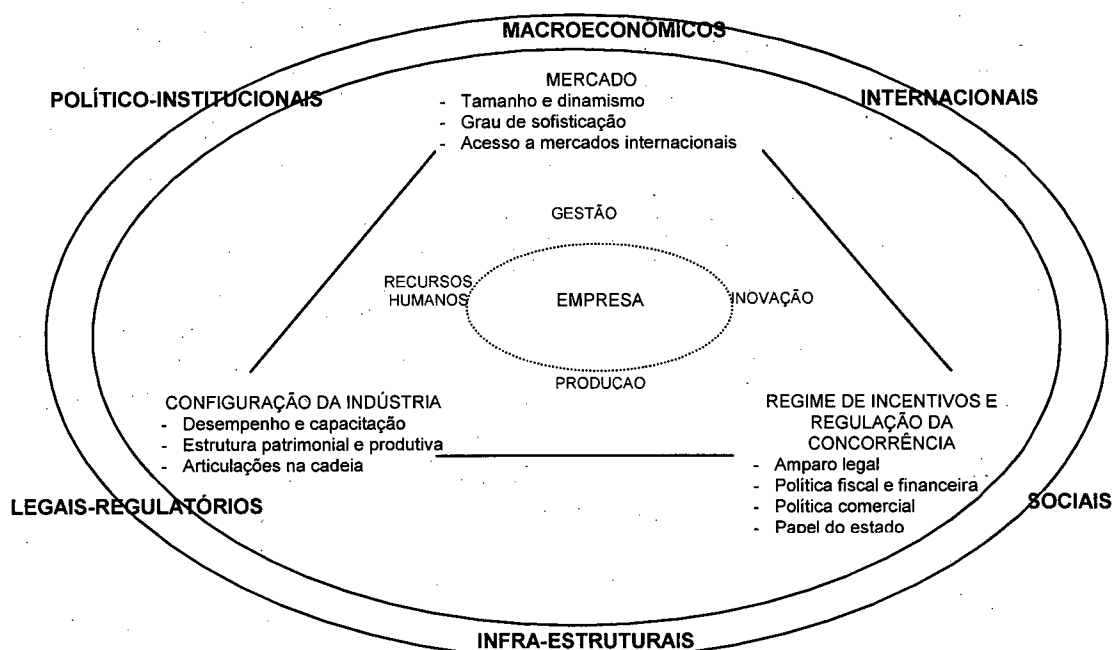 MACROECONÔMICOS
POLÍTICO-INSTITUCIONAIS
INTERNACIONAIS
MERCADO
- Tamanho e dinamismo
- Grau de sofisticação
- Acesso a mercados internacionais
GESTÃO
RECURSOS
HUMANOS
EMPRESA
INOVAÇÃO
PRODUCAO
CONFIGURAÇÃO DA INDÚSTRIA
- Desempenho e capacitação
- Estrutura patrimonial e produtiva
- Articulações na cadeia
REGIME DE INCENTIVOS E
REGULAÇÃO DA
CONCORRÊNCIA
- Amparo legal
- Política fiscal e financeira
- Política comercial
- Papel do estado
LEGAIS-REGULATÓRIOS
SOCIAIS
INFRA-ESTRUTURAIS